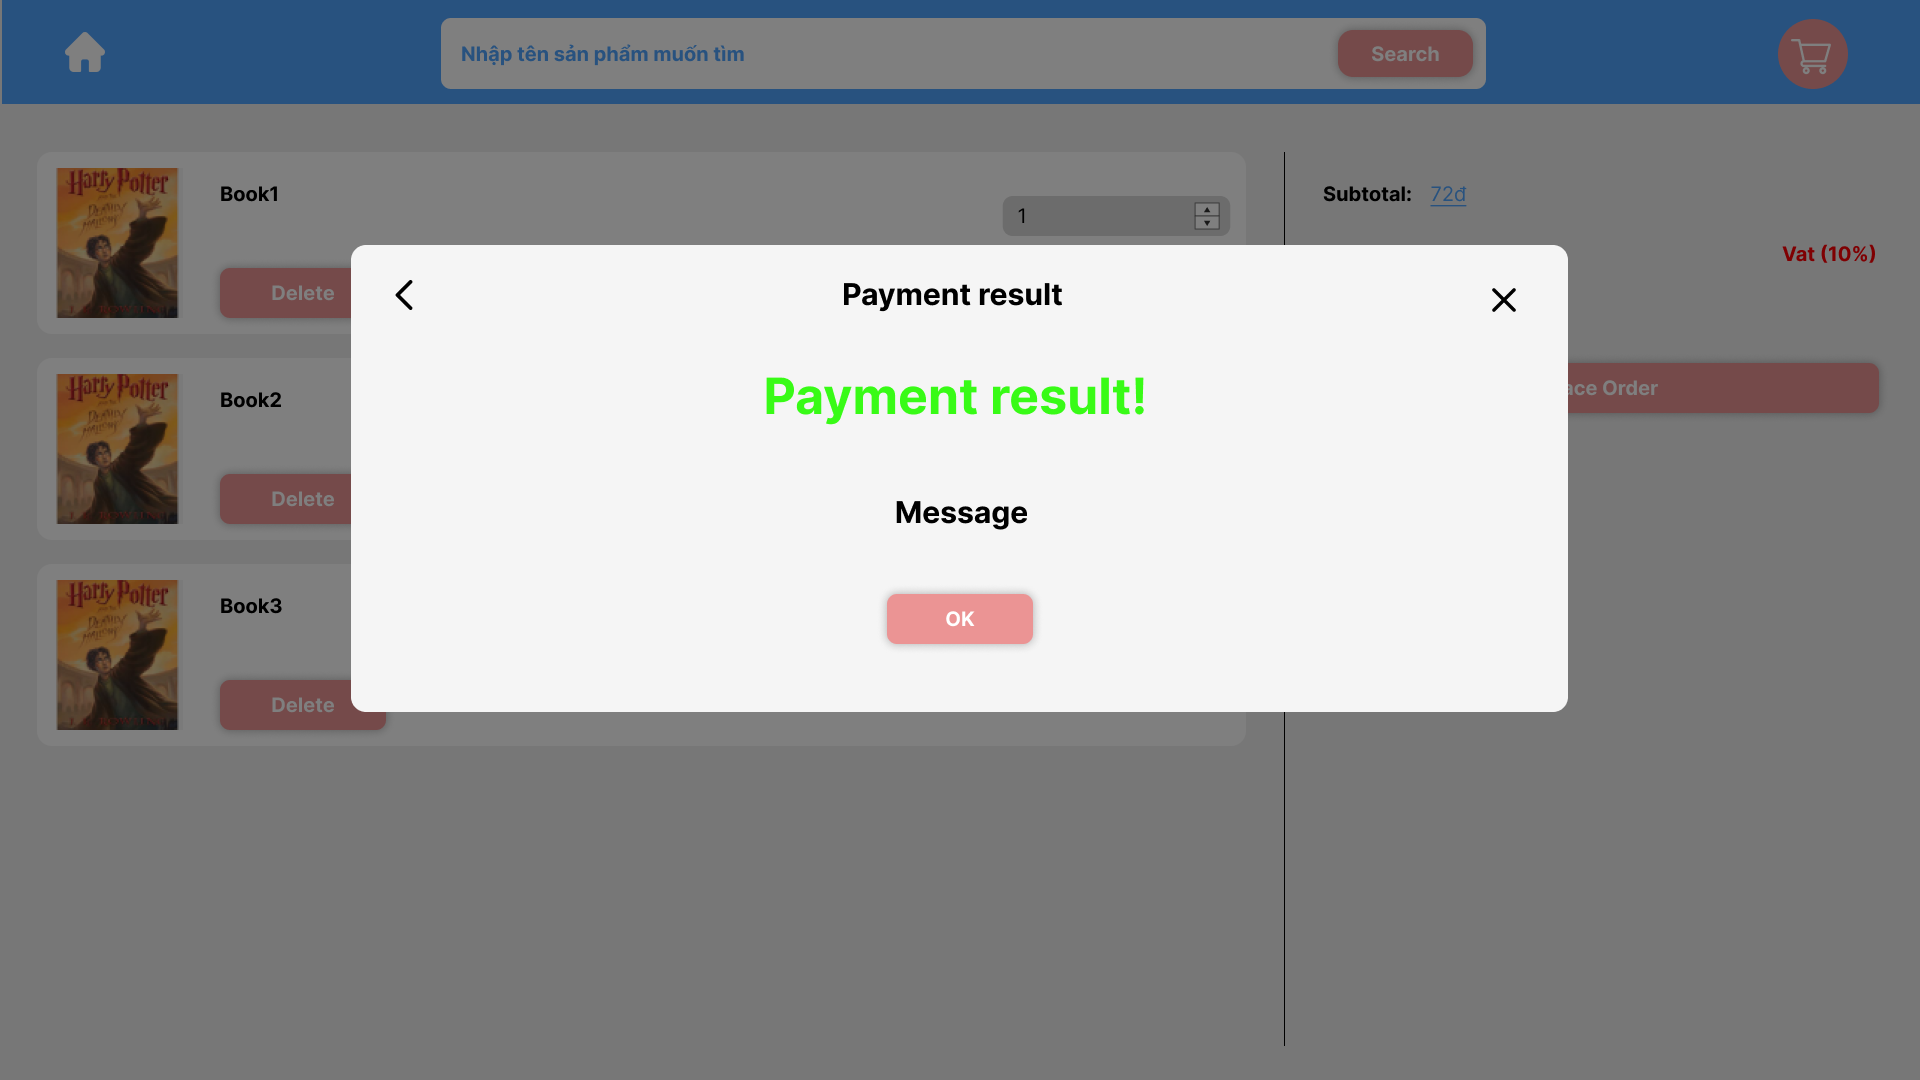 Nhập tên sản phẩm muốn tìm
Search
Harry Potter
Book1
1
Delete
Subtotal: 72đ
Vat (10%)
Payment result
Payment result!
Message
OK
ace Order
Harry Potter
Book2
Delete
Harry Potter
Book3
Delete